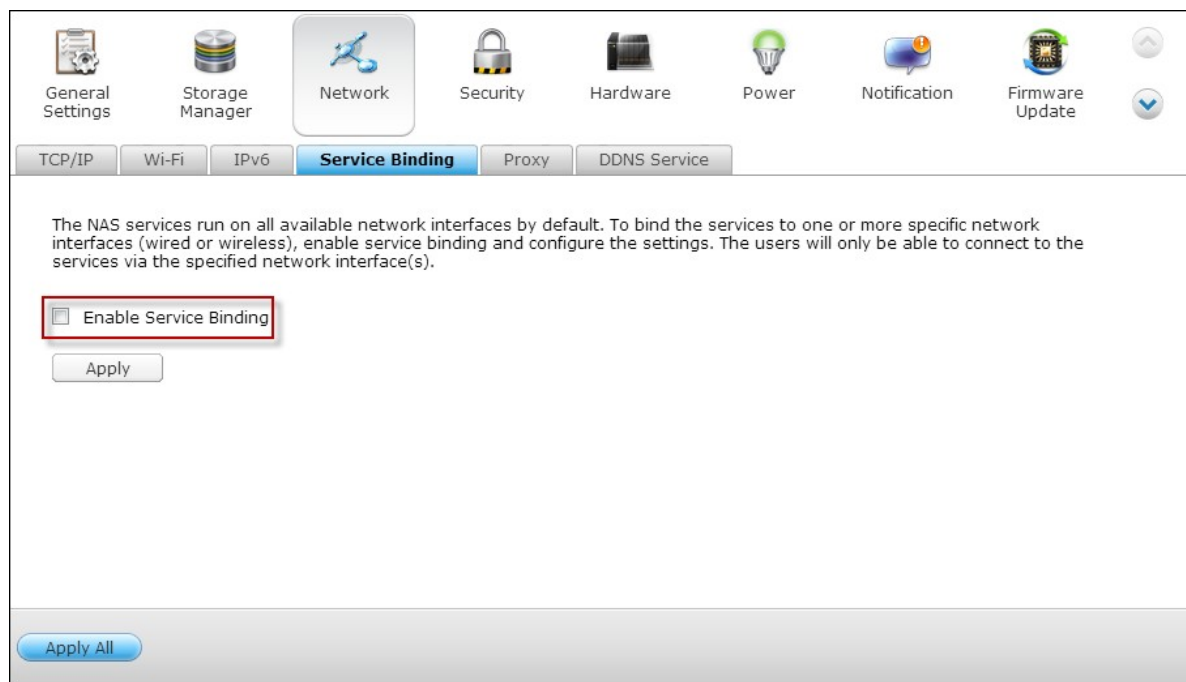 General Settings
Storage Manager
Network
Security
Hardware
Power
Notification
Firmware Update
TCP/IP
Wi-Fi
IPv6
Service Binding
Proxy
DDNS Service
The NAS services run on all available network interfaces by default. To bind the services to one or more specific network
interfaces (wired or wireless), enable service binding and configure the settings. The users will only be able to connect to the
services via the specified network interface(s).
Enable Service Binding
Apply
Apply All